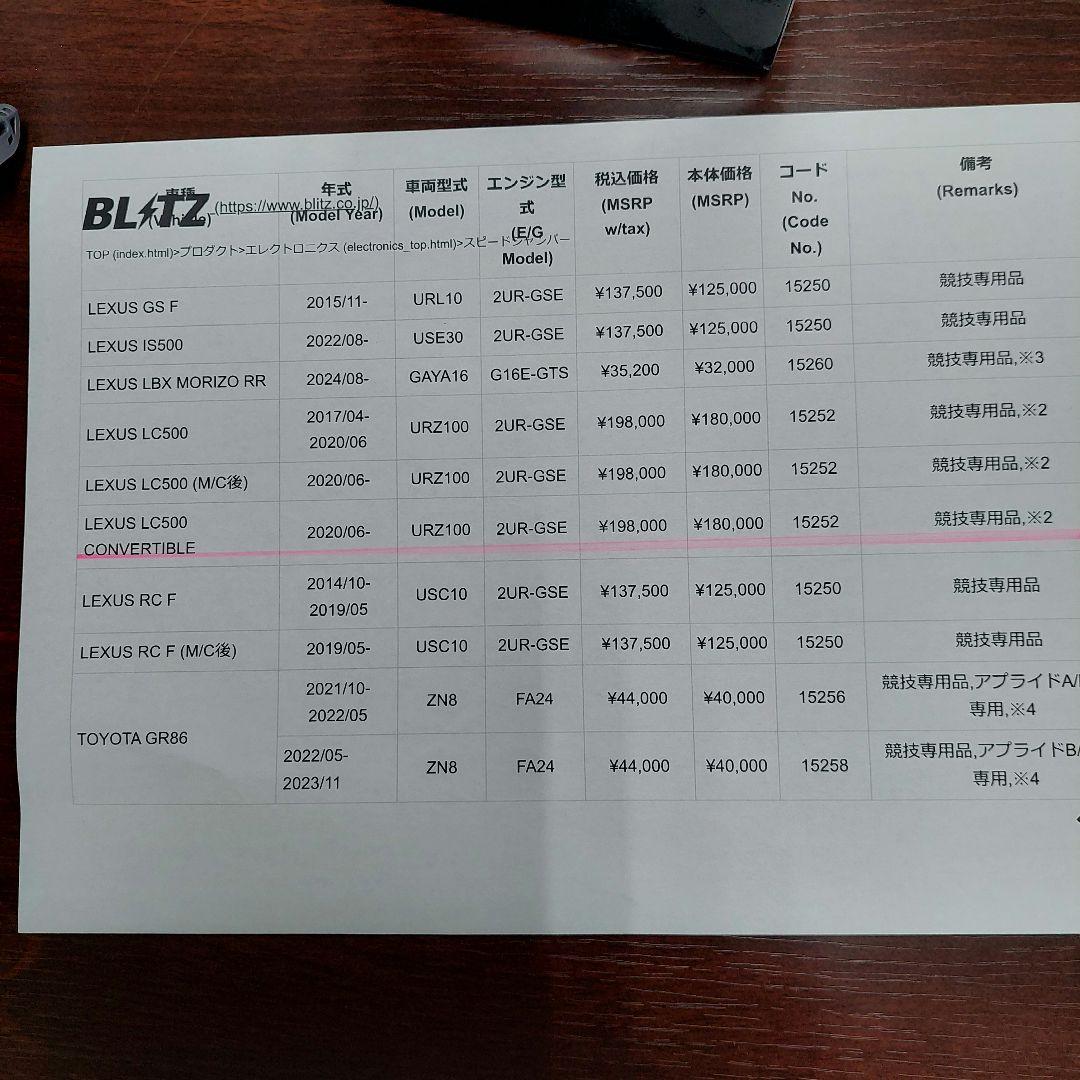 BLITZ (https://www.blitz.co.jp/)
TOP (index.html)>プロダクト>エレクトロニクス (electronics_top.html)>スピードジャンパー
車種 年式 車両型式 エンジン型 税込価格 本体価格 コード 備考
(Vehicle) (Model Year) (Model) 式 (MSRP (MSRP) No. (Remarks)
(E/G w/tax) (Code
Model) No.)
LEXUS GS F 2015/11- URL10 2UR-GSE ¥137,500 ¥125,000 15250 競技専用品
LEXUS IS500 2022/08- USE30 2UR-GSE ¥137,500 ¥125,000 15250 競技専用品
LEXUS LBX MORIZO RR 2024/08- GAYA16 G16E-GTS ¥35,200 ¥32,000 15260 競技専用品,※3
LEXUS LC500 2017/04- URZ100 2UR-GSE ¥198,000 ¥180,000 15252 競技専用品,※2
2020/06
LEXUS LC500 (M/C後) 2020/06- URZ100 2UR-GSE ¥198,000 ¥180,000 15252 競技専用品,※2
LEXUS LC500 2020/06- URZ100 2UR-GSE ¥198,000 ¥180,000 15252 競技専用品,※2
CONVERTIBLE
LEXUS RC F 2014/10- USC10 2UR-GSE ¥137,500 ¥125,000 15250 競技専用品
2019/05
LEXUS RC F (M/C後) 2019/05- USC10 2UR-GSE ¥137,500 ¥125,000 15250 競技専用品
TOYOTA GR86 2021/10- ZN8 FA24 ¥44,000 ¥40,000 15256 競技専用品,アプライドA/
2022/05 専用,※4
2022/05- ZN8 FA24 ¥44,000 ¥40,000 15258 競技専用品,アプライドB/
2023/11 専用,※4